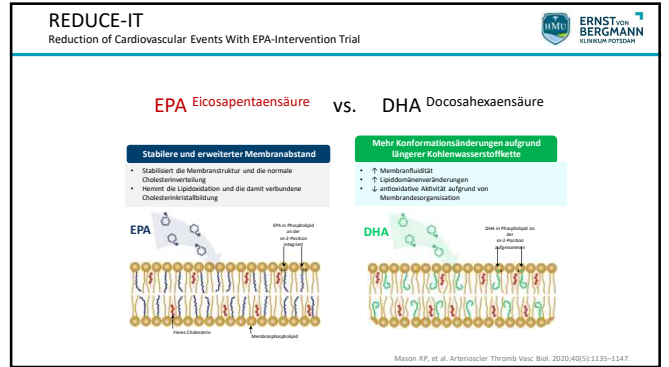 REDUCE-IT
Reduction of Cardiovascular Events With EPA-Intervention Trial
HMU
ERNST VON
BERGMANN
KLINIKUM POTSDAM
EPA Eicosapentaensäure vs. DHA Docosahexaensäure
Stabilere und erweiterter Membranabstand
• Stabilisiert die Membranstruktur und die normale
Cholesterinverteilung
• Hemmt die Lipidoxidation und die damit verbundene
Cholesterinkristallbildung
EPA
EPA in Phospholipid
an der
sn-2-Position
integriert
Freies Cholesterin
Membranphospholipid
Mehr Konformationsänderungen aufgrund
längerer Kohlenwasserstoffkette
• ↑ Membranfluidität
• ↑ Lipiddomänenveränderungen
• ↓ antioxidative Aktivität aufgrund von
Membrandesorganisation
DHA
DHA in Phospholipid an
der
sn-2-Position
aufgenommen
Mason RP, et al. Arterioscler Thromb Vasc Biol. 2020;40(5):1135–1147.